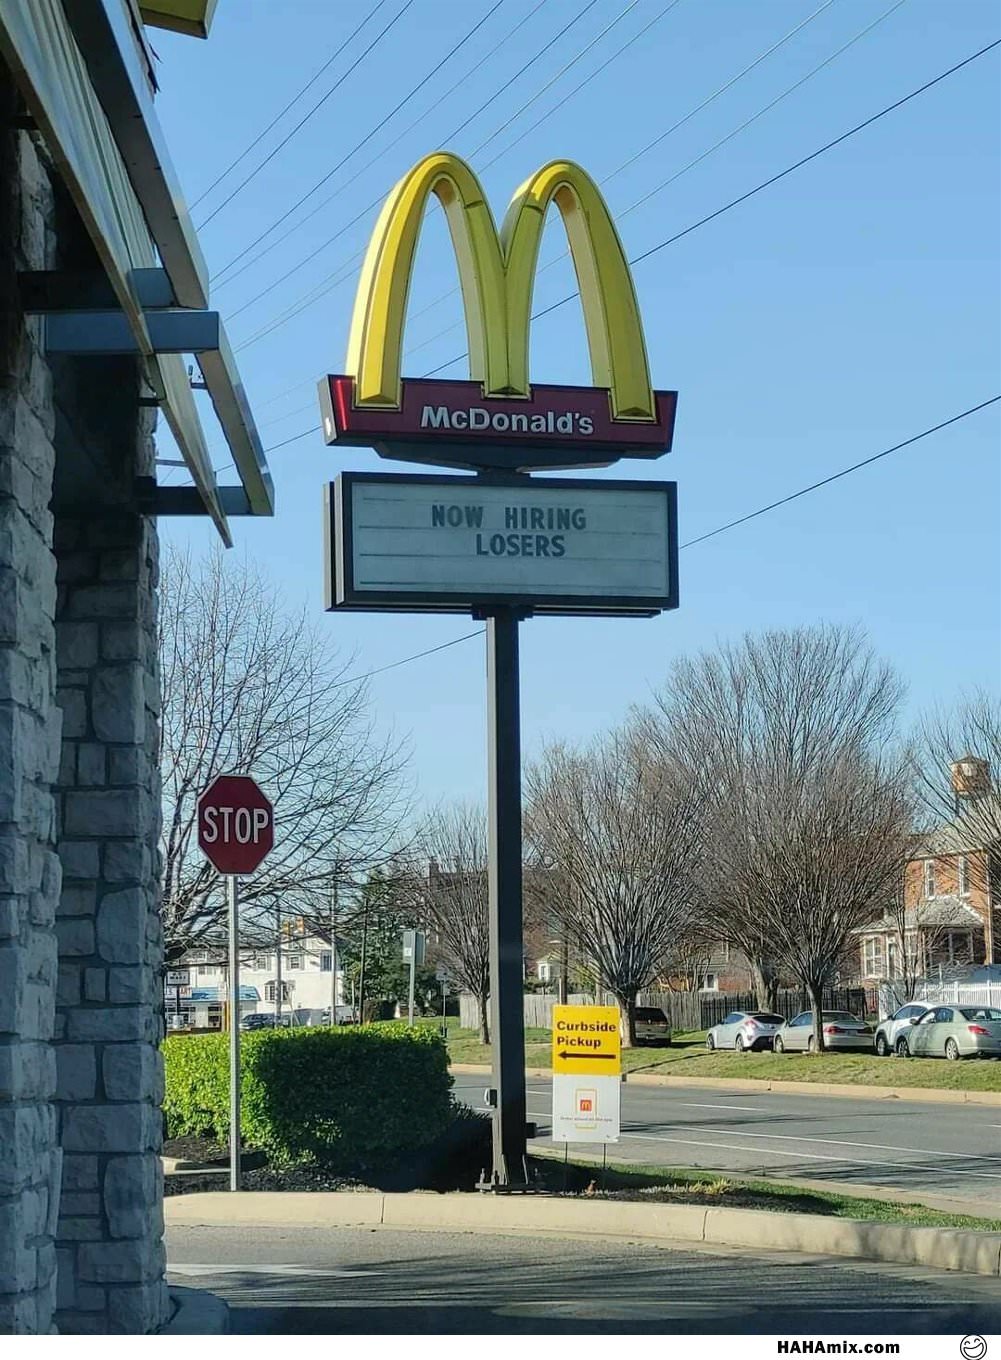 McDonald's
NOW HIRING
LOSERS
STOP
Curbside
Pickup
HAHAmix.com